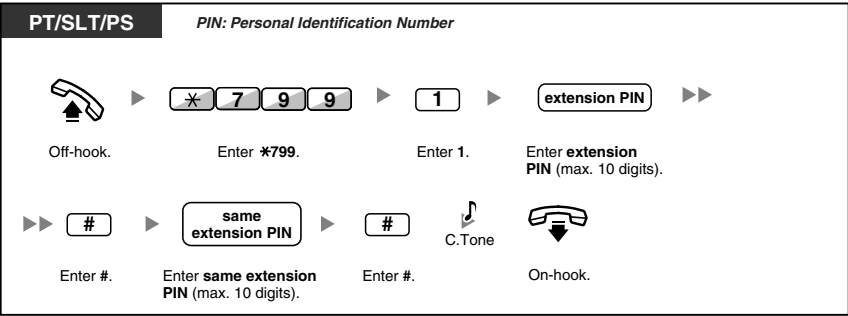 PT/SLT/PS
PIN: Personal Identification Number
* 7 9 9
1
extension PIN
Off-hook.
Enter *799.
Enter 1.
Enter extension
PIN (max. 10 digits).
#
same
extension PIN
#
C.Tone
Enter #.
Enter same extension
PIN (max. 10 digits).
Enter #.
On-hook.